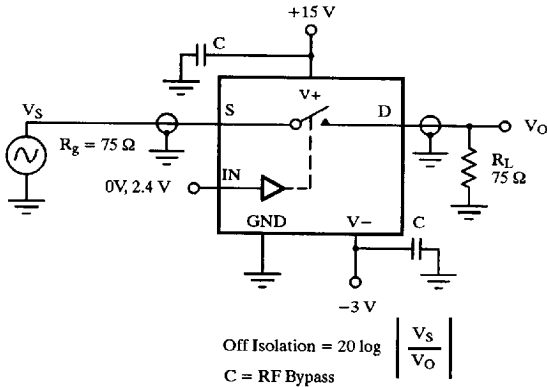 +15 V
C
V+
VS
S
D
VO
Rg = 75 Ω
RL
75 Ω
0V, 2.4 V
IN
GND
V−
C
−3 V
Off Isolation = 20 log | VS / VO |
C = RF Bypass